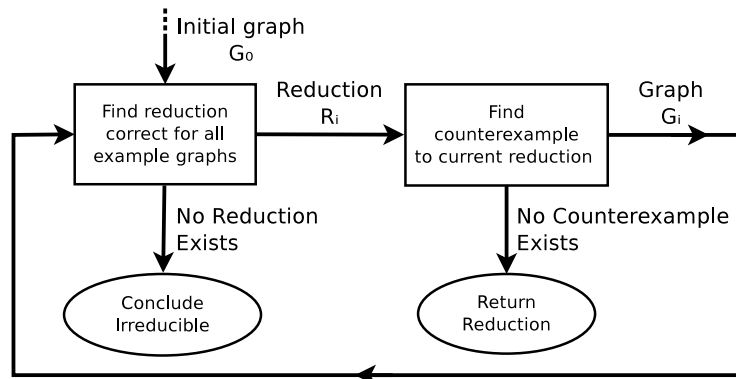 Initial graph
G₀
Find reduction
correct for all
example graphs
Reduction
Rᵢ
Find
counterexample
to current reduction
Graph
Gᵢ
No Reduction
Exists
No Counterexample
Exists
Conclude
Irreducible
Return
Reduction